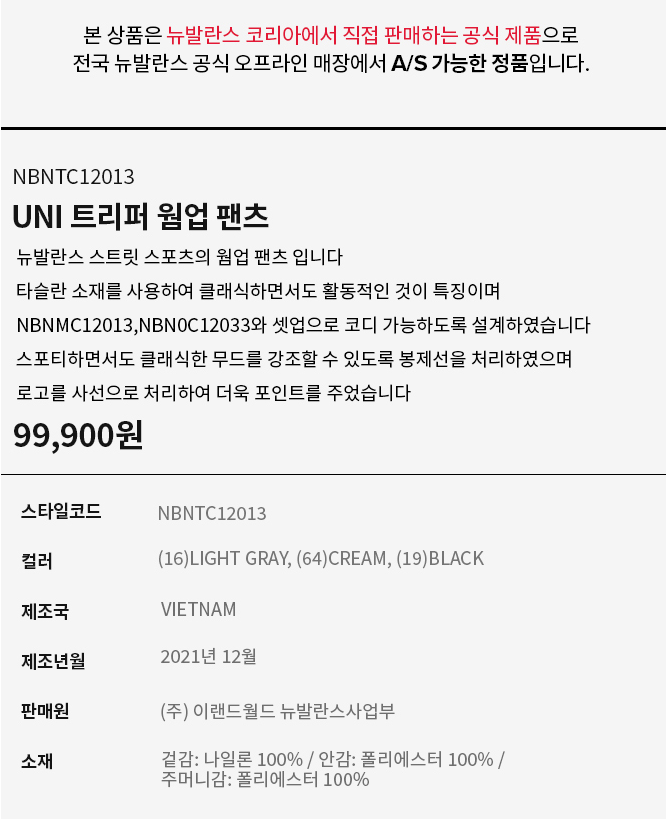 본 상품은 뉴발란스 코리아에서 직접 판매하는 공식 제품으로
전국 뉴발란스 공식 오프라인 매장에서 A/S 가능한 정품입니다.
NBNTC12013
UNI 트리퍼 웜업 팬츠
뉴발란스 스트릿 스포츠의 웜업 팬츠 입니다
타슬란 소재를 사용하여 클래식하면서도 활동적인 것이 특징이며
NBNMC12013,NBN0C12033와 셋업으로 코디 가능하도록 설계하였습니다
스포티하면서도 클래식한 무드를 강조할 수 있도록 봉제선을 처리하였으며
로고를 사선으로 처리하여 더욱 포인트를 주었습니다
99,900원
스타일코드 NBNTC12013
컬러 (16)LIGHT GRAY, (64)CREAM, (19)BLACK
제조국 VIETNAM
제조년월 2021년 12월
판매원 (주) 이랜드월드 뉴발란스사업부
소재 겉감: 나일론 100% / 안감: 폴리에스터 100% /
주머니감: 폴리에스터 100%